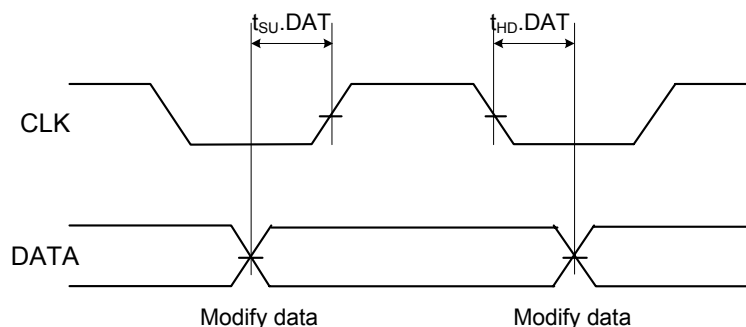 tSU.DAT tHD.DAT
CLK
DATA
Modify data Modify data